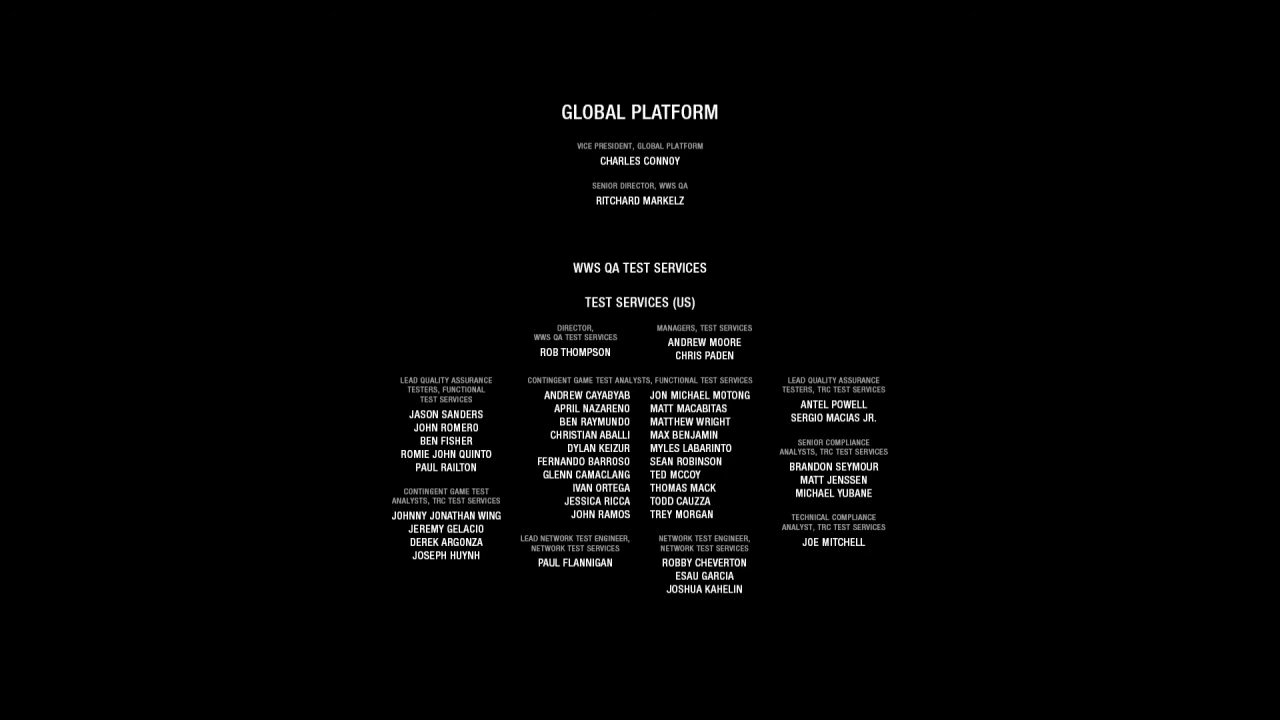 GLOBAL PLATFORM
VICE PRESIDENT, GLOBAL PLATFORM
CHARLES CONNOY
SENIOR DIRECTOR, WWS QA
RITCHARD MARKELZ
WWS QA TEST SERVICES
TEST SERVICES (US)
DIRECTOR,
WWS QA TEST SERVICES
ROB THOMPSON
MANAGERS, TEST SERVICES
ANDREW MOORE
CHRIS PADEN
LEAD QUALITY ASSURANCE
TESTERS, FUNCTIONAL
TEST SERVICES
JASON SANDERS
JOHN ROMERO
BEN FISHER
ROMIE JOHN QUINTO
PAUL RAILTON
CONTINGENT GAME TEST
ANALYSTS, TRC TEST SERVICES
JOHNNY JONATHAN WING
JEREMY GELACIO
DEREK ARGONZA
JOSEPH HUYNH
CONTINGENT GAME TEST ANALYSTS, FUNCTIONAL TEST SERVICES
ANDREW CAYABYAB
APRIL NAZARENO
BEN RAYMUNDO
CHRISTIAN ABALLI
DYLAN KEIZUR
FERNANDO BARROSO
GLENN CAMACLANG
IVAN ORTEGA
JESSICA RICCA
JOHN RAMOS
JON MICHAEL MOTONG
MATT MACABITAS
MATTHEW WRIGHT
MAX BENJAMIN
MYLES LABARINTO
SEAN ROBINSON
TED MCCOY
THOMAS MACK
TODD CAUZZA
TREY MORGAN
LEAD NETWORK TEST ENGINEER,
NETWORK TEST SERVICES
PAUL FLANNIGAN
NETWORK TEST ENGINEER,
NETWORK TEST SERVICES
ROBBY CHEVERTON
ESAU GARCIA
JOSHUA KAHELIN
LEAD QUALITY ASSURANCE
TESTERS, TRC TEST SERVICES
ANTEL POWELL
SERGIO MACIAS JR.
SENIOR COMPLIANCE
ANALYSTS, TRC TEST SERVICES
BRANDON SEYMOUR
MATT JENSSEN
MICHAEL YUBANE
TECHNICAL COMPLIANCE
ANALYST, TRC TEST SERVICES
JOE MITCHELL